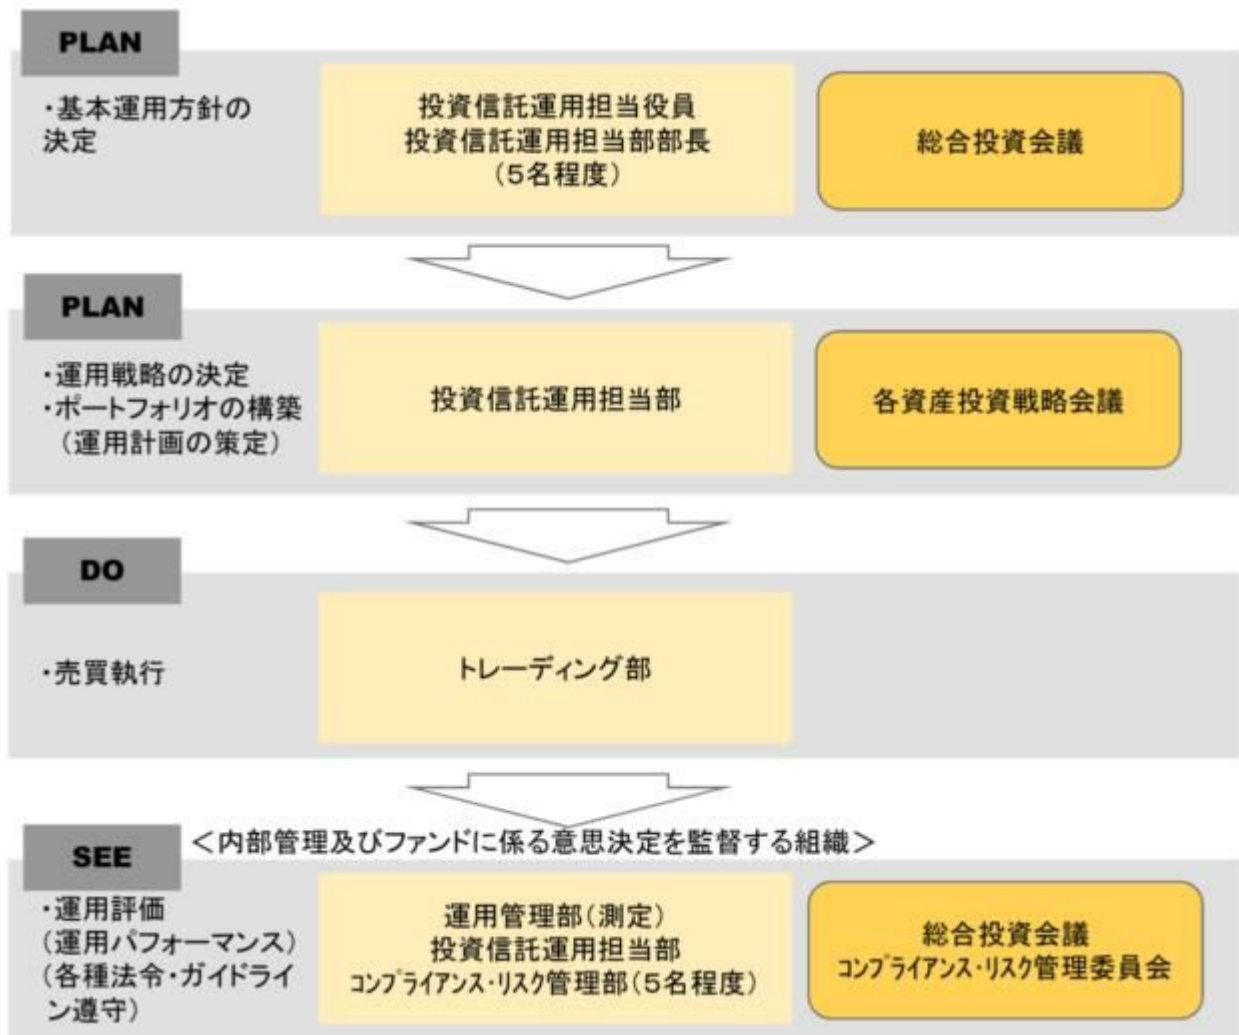 PLAN
・基本運用方針の
決定
投資信託運用担当役員
投資信託運用担当部部長
(5名程度)
総合投資会議
PLAN
・運用戦略の決定
・ポートフォリオの構築
(運用計画の策定)
投資信託運用担当部
各資産投資戦略会議
DO
・売買執行
トレーディング部
SEE
＜内部管理及びファンドに係る意思決定を監督する組織＞
・運用評価
(運用パフォーマンス)
(各種法令・ガイドライ
ン遵守)
運用管理部(測定)
投資信託運用担当部
コンプライアンス・リスク管理部(5名程度)
総合投資会議
コンプライアンス・リスク管理委員会